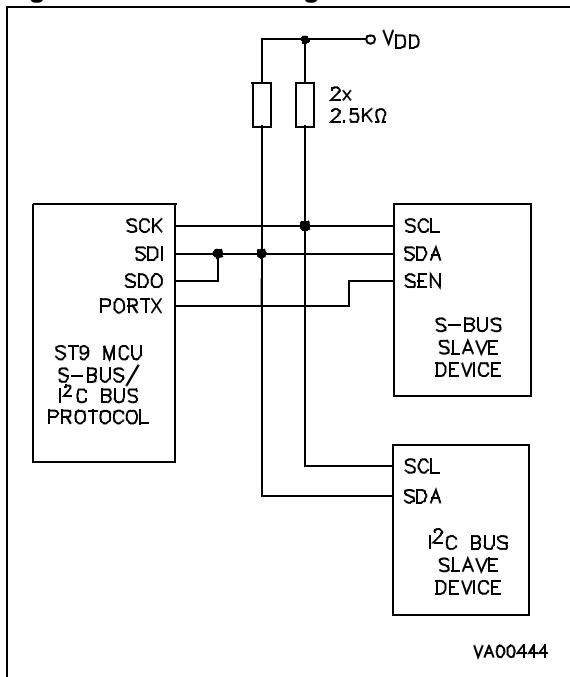 VDD
2x
2.5KΩ
SCK
SDI
SDO
PORTX
ST9 MCU
S-BUS/
I2C BUS
PROTOCOL
SCL
SDA
SEN
S-BUS
SLAVE
DEVICE
SCL
SDA
I2C BUS
SLAVE
DEVICE
VA00444